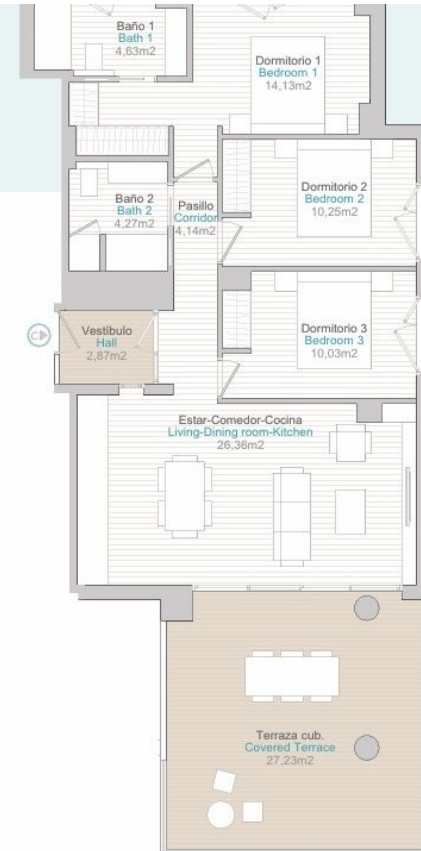 Baño 1
Bath 1
4,63m2
Dormitorio 1
Bedroom 1
14,13m2
Baño 2
Bath 2
4,27m2
Pasillo
Corridor
4,14m2
Dormitorio 2
Bedroom 2
10,25m2
Vestíbulo
Hall
2,87m2
Dormitorio 3
Bedroom 3
10,03m2
Estar-Comedor-Cocina
Living-Dining room-Kitchen
26,36m2
Terraza cub.
Covered Terrace
27,23m2